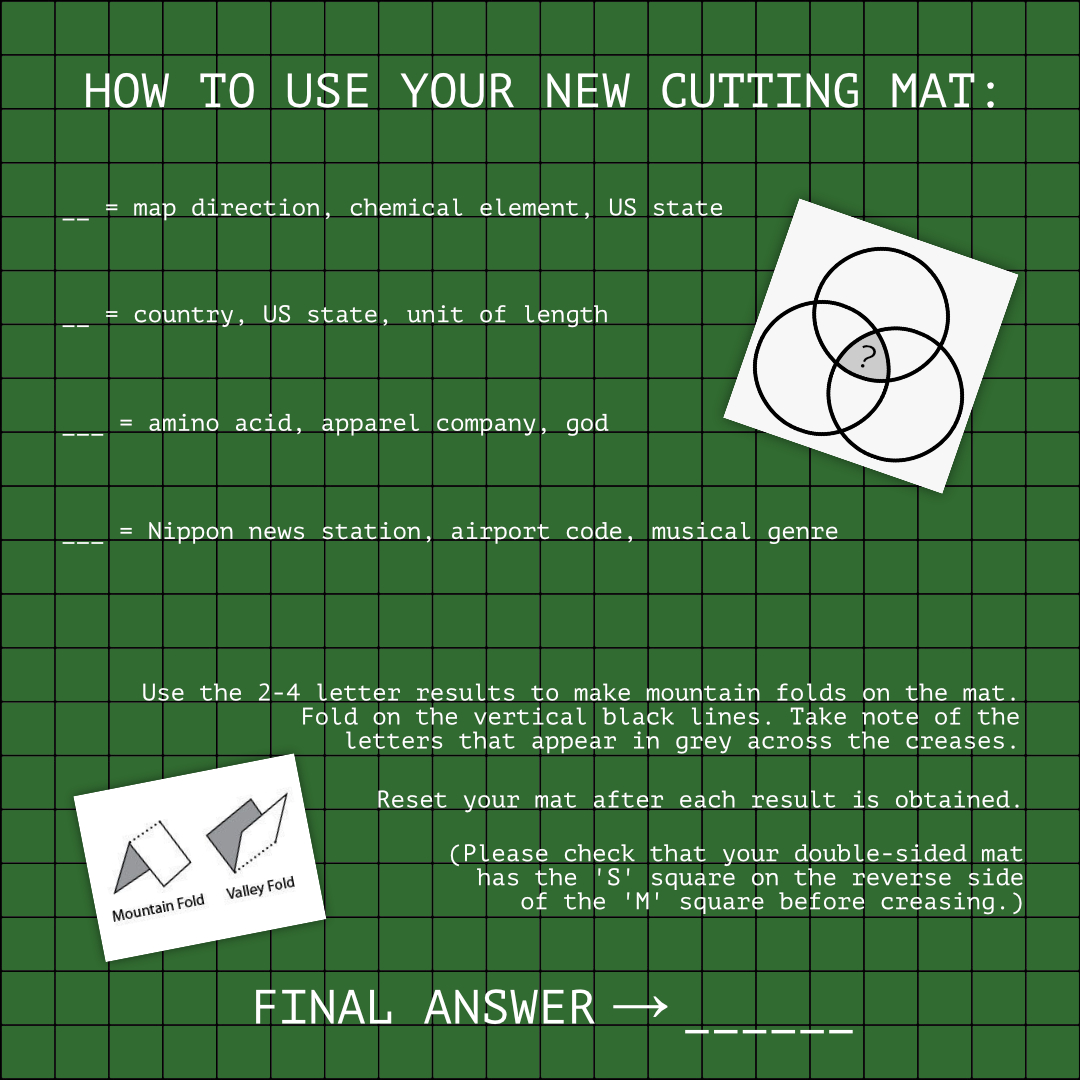 HOW TO USE YOUR NEW CUTTING MAT:
__ = map direction, chemical element, US state
__ = country, US state, unit of length
?
___ = amino acid, apparel company, god
___ = Nippon news station, airport code, musical genre
Use the 2-4 letter results to make mountain folds on the mat.
Fold on the vertical black lines. Take note of the
letters that appear in grey across the creases.
Reset your mat after each result is obtained.
(Please check that your double-sided mat
has the 'S' square on the reverse side
of the 'M' square before creasing.)
Mountain Fold
Valley Fold
FINAL ANSWER → ______